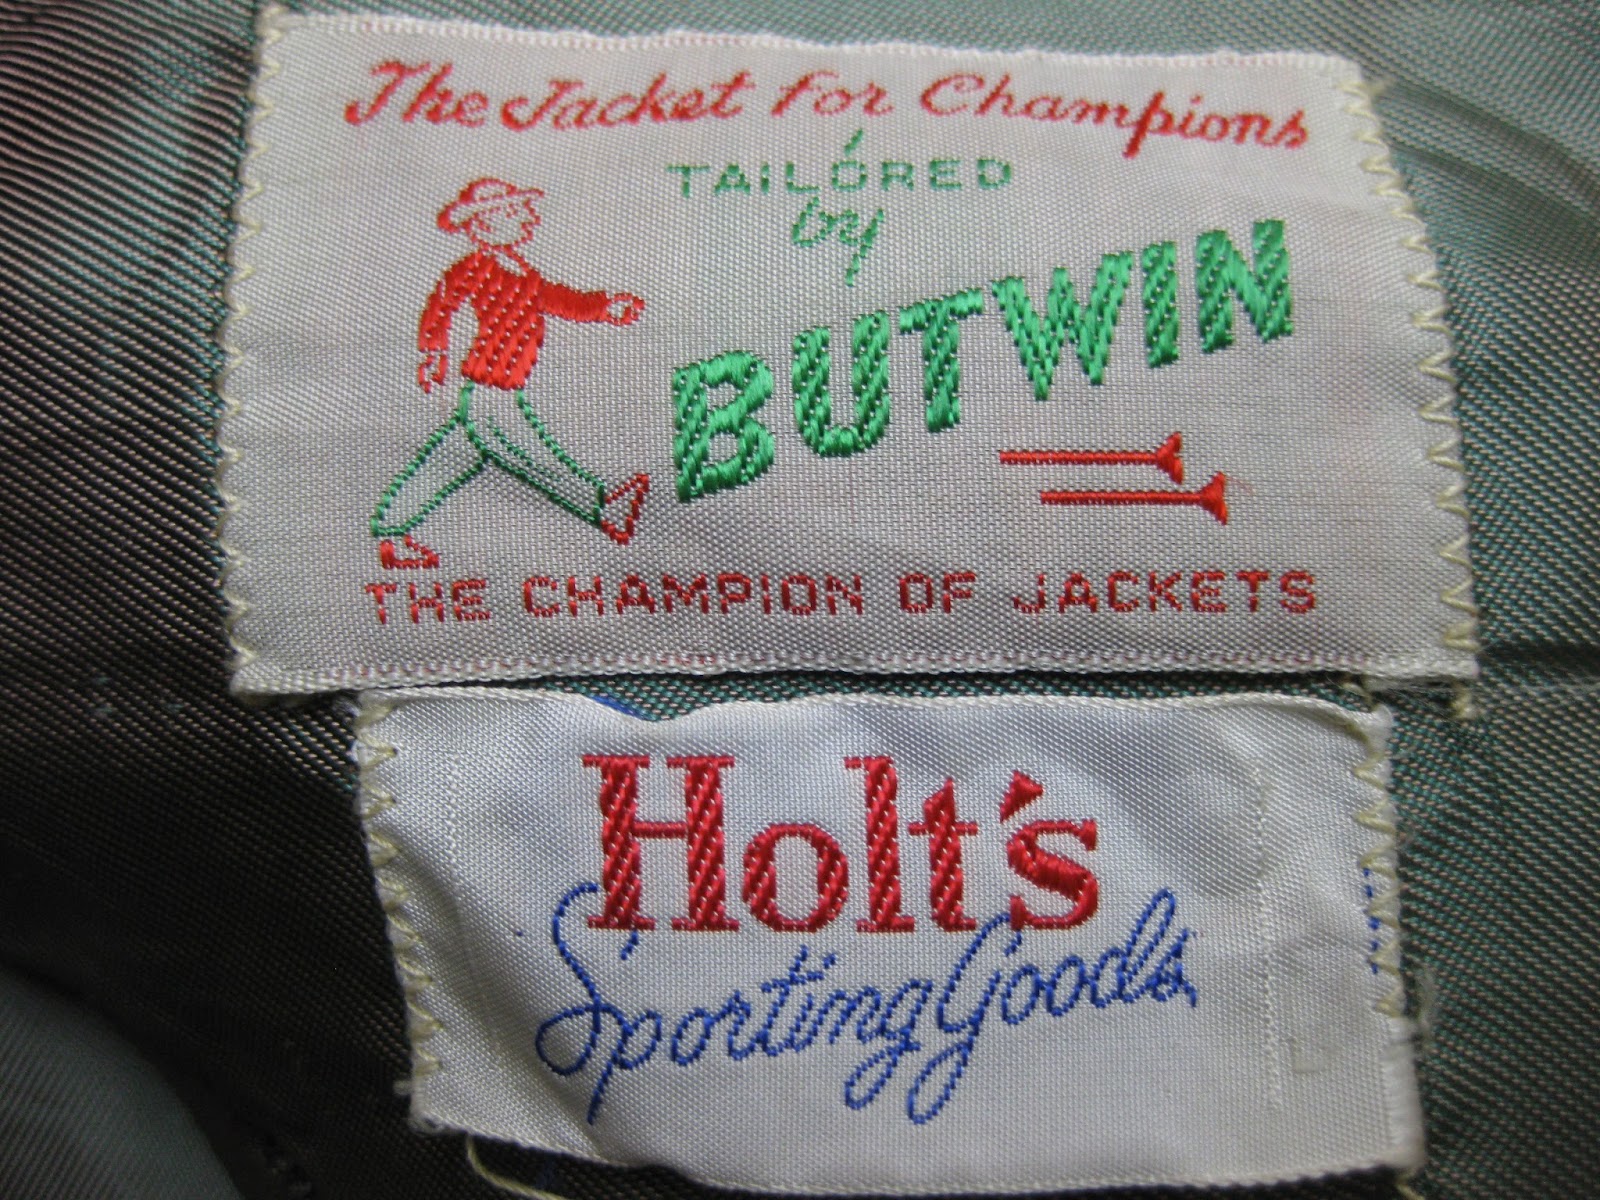 The Jacket for Champions
TAILORED
by
BUTWIN
THE CHAMPION OF JACKETS
Holt's
Sporting Goods